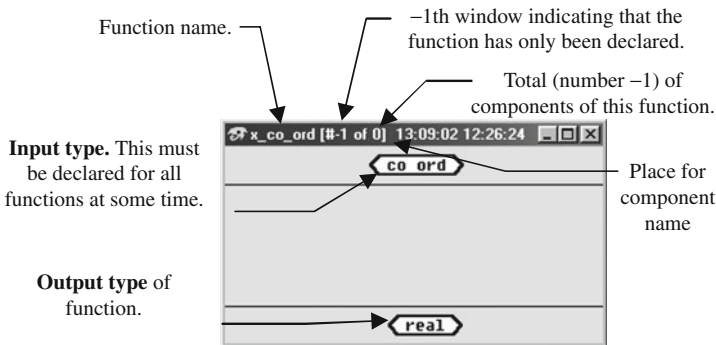 Function name.
−1th window indicating that the
function has only been declared.
Total (number −1) of
components of this function.
x_co_ord [#-1 of 0] 13:09:02 12:26:24
Input type. This must
be declared for all
functions at some time.
co ord
Place for
component
name
Output type of
function.
real